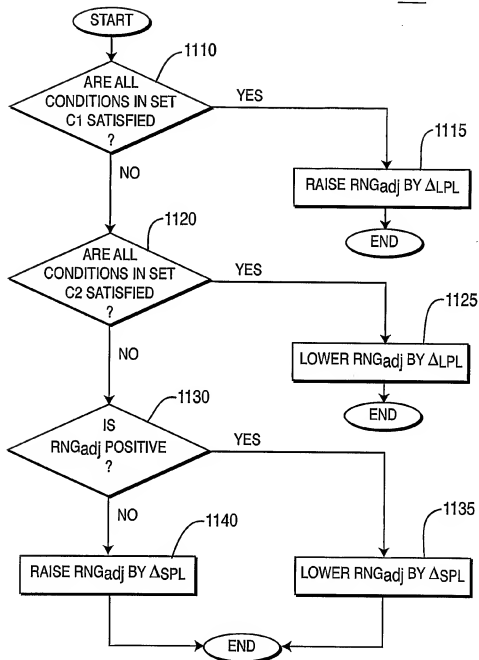 START
1110
ARE ALL
CONDITIONS IN SET
C1 SATISFIED
?
YES
NO
1115
RAISE RNGadj BY ΔLPL
END
1120
ARE ALL
CONDITIONS IN SET
C2 SATISFIED
?
YES
NO
1125
LOWER RNGadj BY ΔLPL
END
1130
IS
RNGadj POSITIVE
?
YES
NO
1140
RAISE RNGadj BY ΔSPL
1135
LOWER RNGadj BY ΔSPL
END